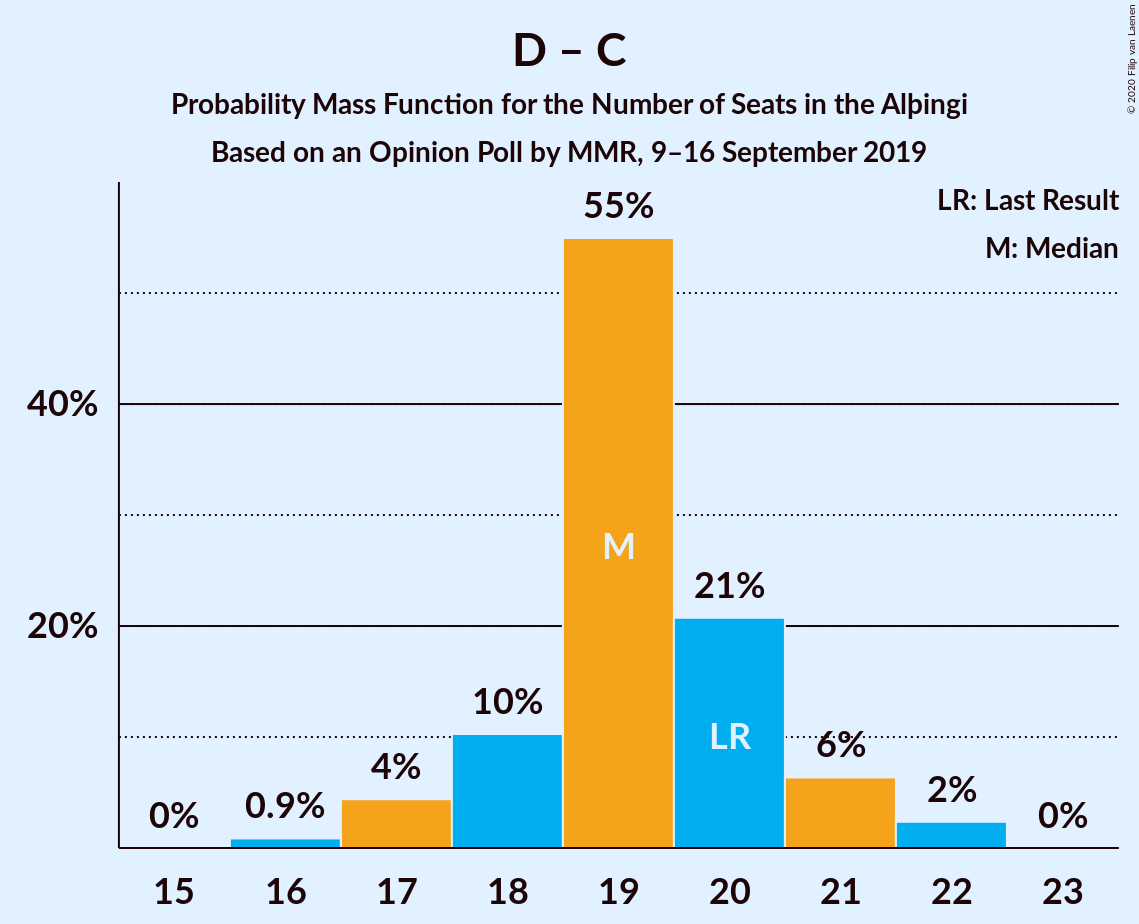 D – C
Probability Mass Function for the Number of Seats in the Alþingi
Based on an Opinion Poll by MMR, 9–16 September 2019
© 2020 Filip van Laenen
LR: Last Result
M: Median
55%
40%
M
21%
20%
10%
LR
6%
4%
2%
0.9%
0%
0%
15 16 17 18 19 20 21 22 23